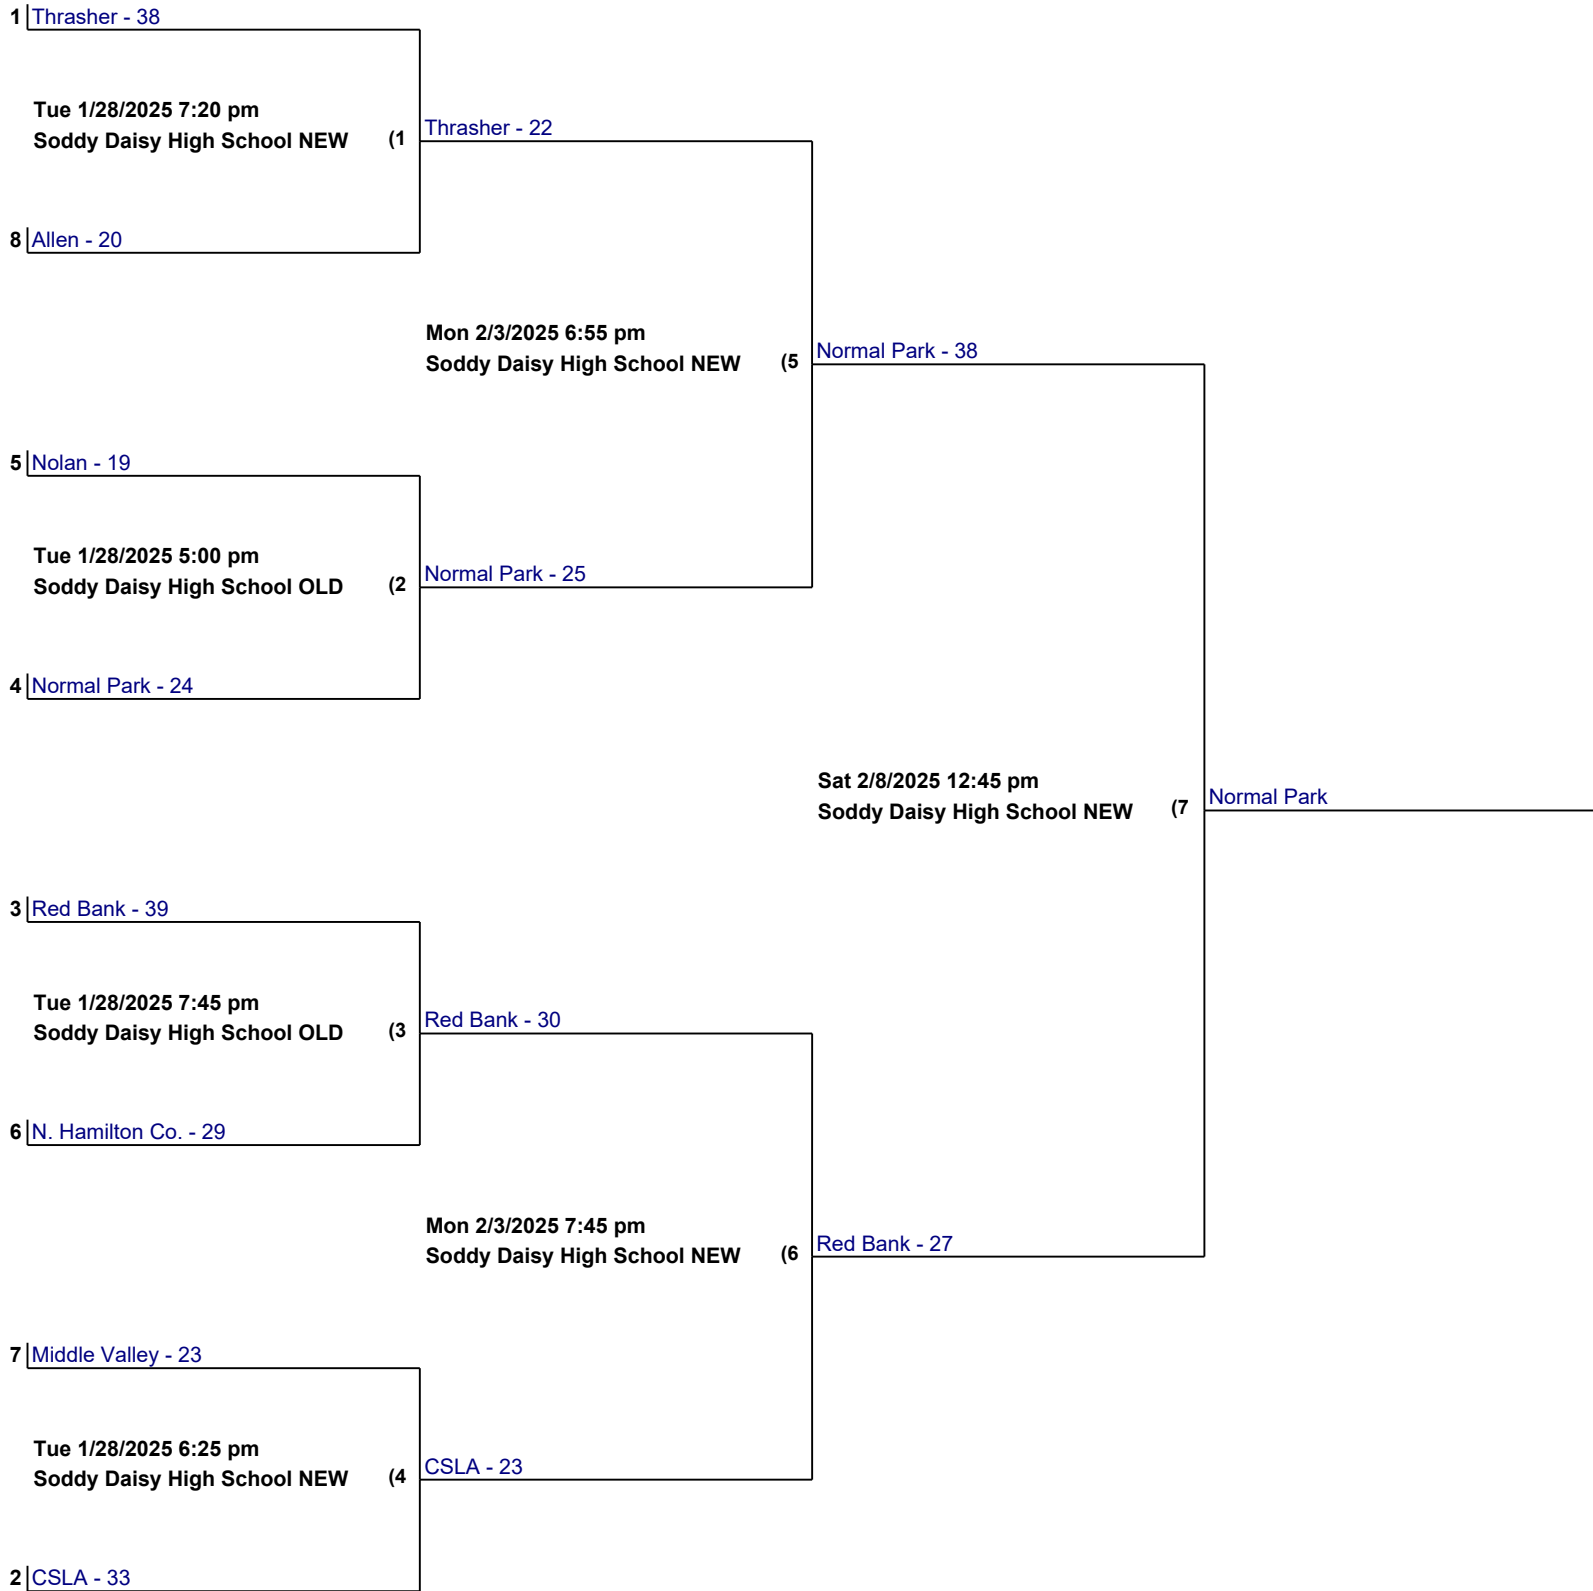 1 Thrasher - 38
Tue 1/28/2025 7:20 pm
Soddy Daisy High School NEW (1
Thrasher - 22
8 Allen - 20
Mon 2/3/2025 6:55 pm
Soddy Daisy High School NEW (5
Normal Park - 38
5 Nolan - 19
Tue 1/28/2025 5:00 pm
Soddy Daisy High School OLD (2
Normal Park - 25
4 Normal Park - 24
Sat 2/8/2025 12:45 pm
Soddy Daisy High School NEW (7
Normal Park
3 Red Bank - 39
Tue 1/28/2025 7:45 pm
Soddy Daisy High School OLD (3
Red Bank - 30
6 N. Hamilton Co. - 29
Mon 2/3/2025 7:45 pm
Soddy Daisy High School NEW (6
Red Bank - 27
7 Middle Valley - 23
Tue 1/28/2025 6:25 pm
Soddy Daisy High School NEW (4
CSLA - 23
2 CSLA - 33